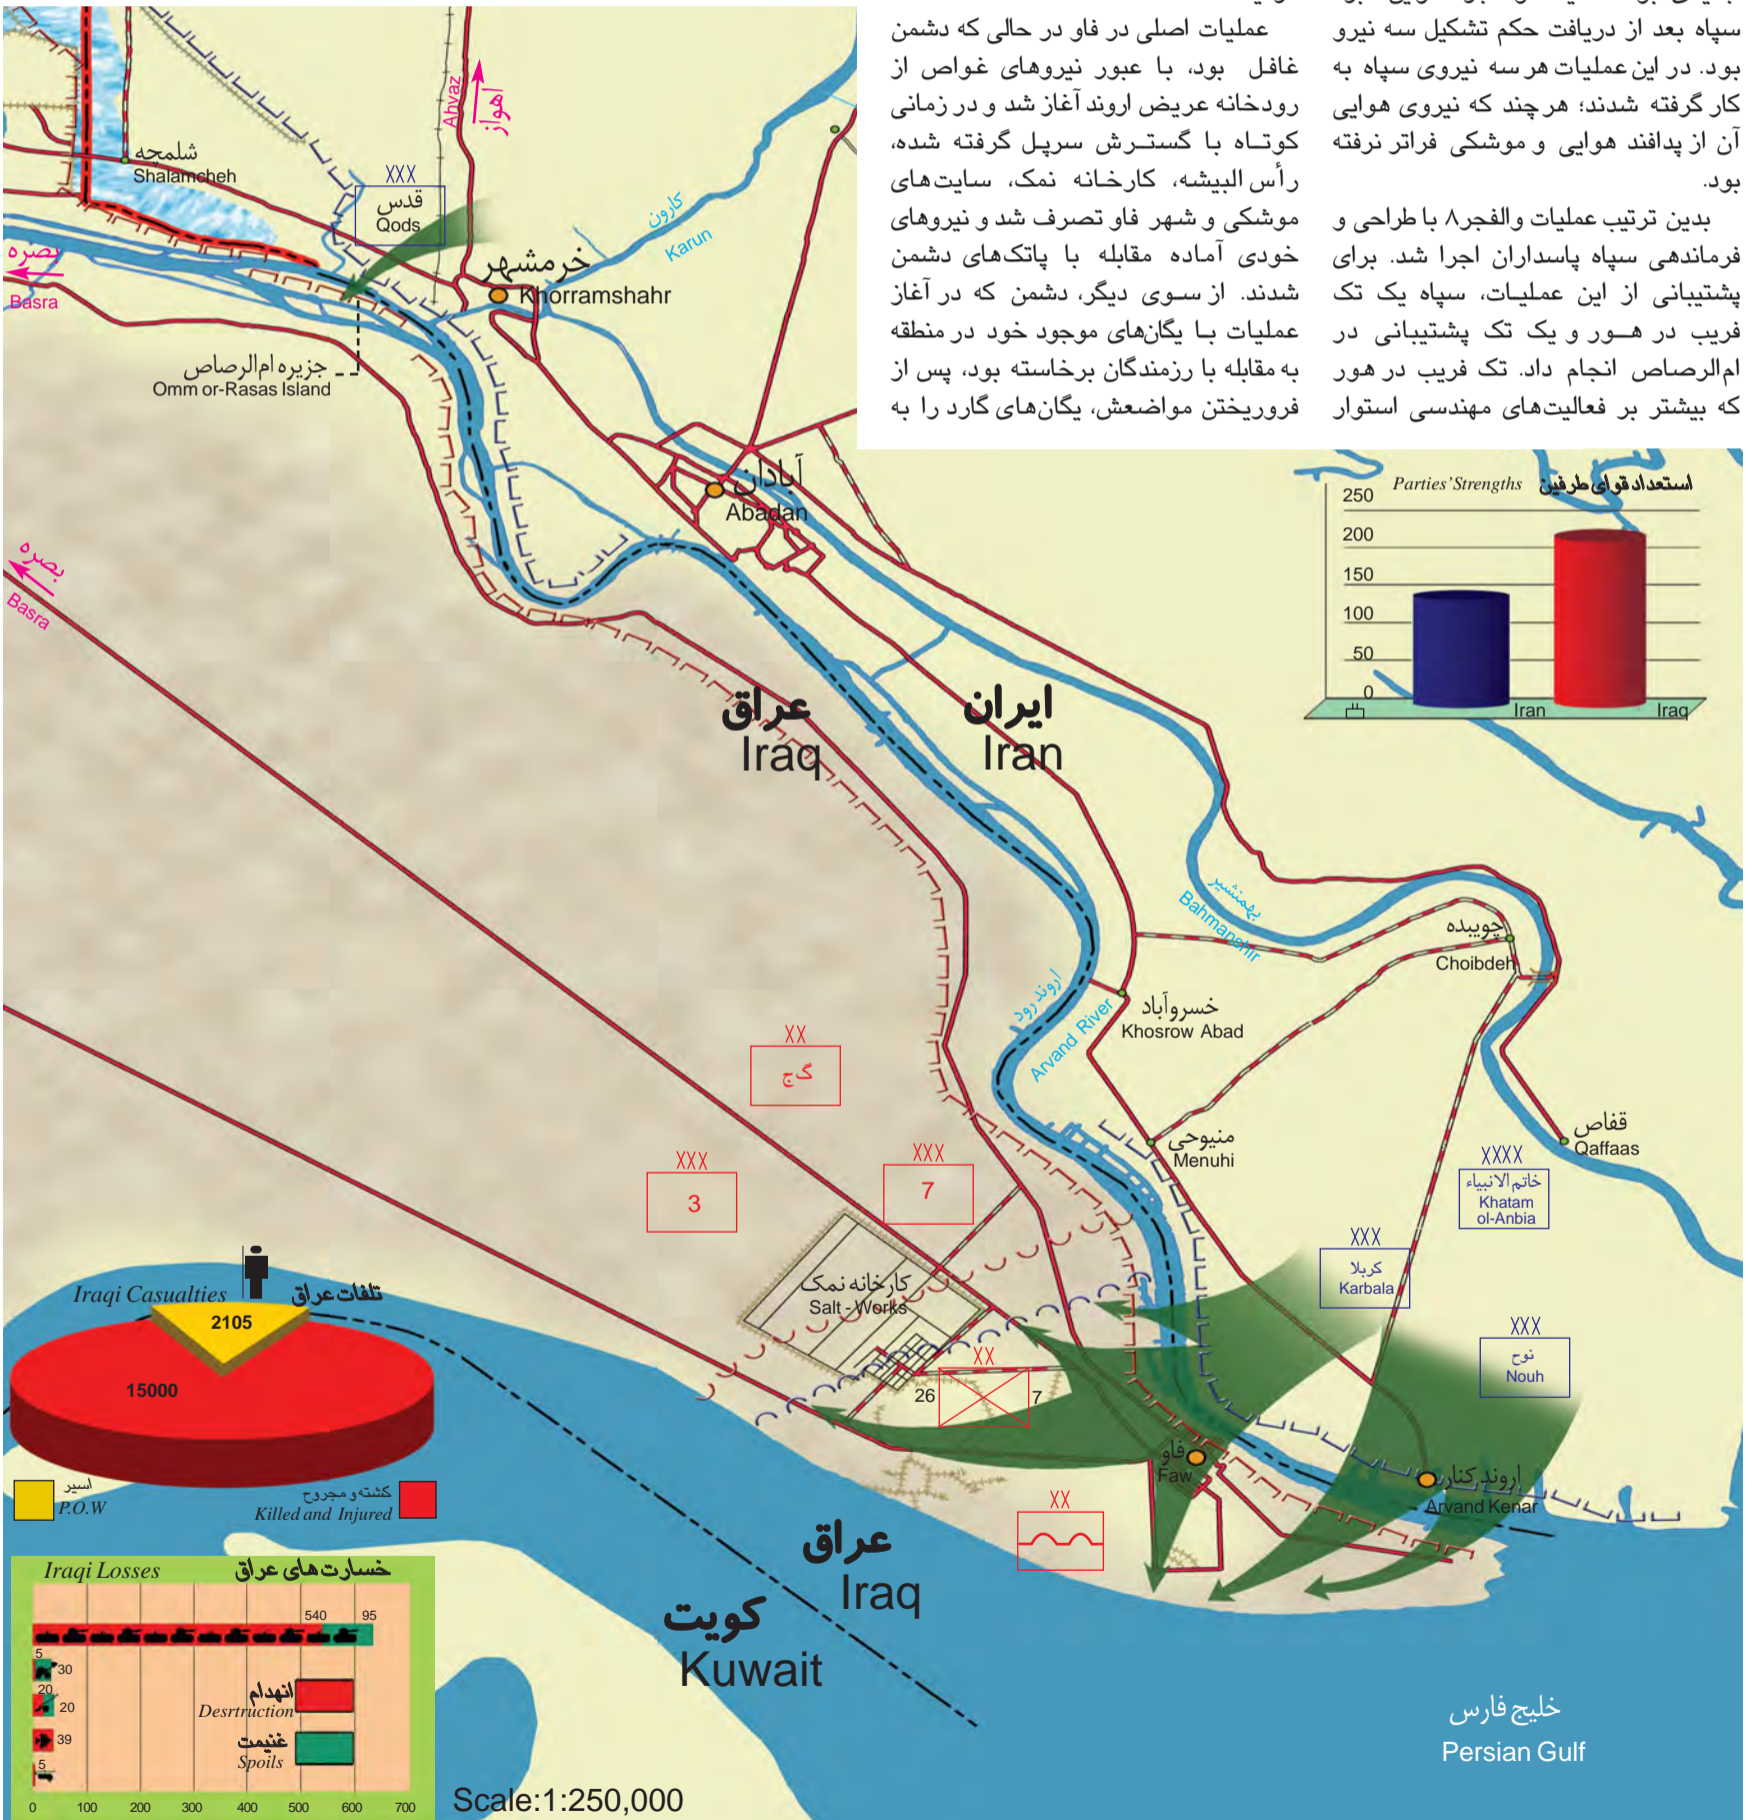 سپاه بعد از دریافت حکم تشکیل سه نیرو
بود. در این عملیات هر سه نیروی سپاه به
کار گرفته شدند؛ هرچند که نیروی هوایی
آن از پدافند هوایی و موشکی فراتر نرفته
بود.
بدین ترتیب عملیات والفجر۸ با طراحی و
فرماندهی سپاه پاسداران اجرا شد. برای
پشتیبانی از این عملیات، سپاه یک تک
فریب در هور و یک تک پشتیبانی در
ام‌الرصاص انجام داد. تک فریب در هور
که بیشتر بر فعالیت‌های مهندسی استوار
عملیات اصلی در فاو در حالی که دشمن
غافل بود، با عبور نیروهای غواص از
رودخانه عریض اروند آغاز شد و در زمانی
کوتاه با گسترش سرپل گرفته شده،
رأس البیشه، کارخانه نمک، سایت‌های
موشکی و شهر فاو تصرف شد و نیروهای
خودی آماده مقابله با پاتک‌های دشمن
شدند. از سوی دیگر، دشمن که در آغاز
عملیات با یگان‌های موجود خود در منطقه
به مقابله با رزمندگان برخاسته بود، پس از
فروریختن مواضعش، یگان‌های گارد را به
Ahvaz
اهواز
شلمچه
Shalamcheh
XXX
قدس
Qods
کارون
Karun
بصره
Basra
خرمشهر
Khorramshahr
جزیره ام‌الرصاص
Omm or-Rasas Island
آبادان
Abadan
Parties'Strengths استعداد قوای طرفین
250
200
150
100
50
0
Iran
Iraq
بصره
Basra
عراق
Iraq
ایران
Iran
بهمنشیر
Bahmanshir
چویبده
Choibdeh
اروند رود
Arvand River
خسروآباد
Khosrow Abad
XX
گ ج
منیوحی
Menuhi
قفاص
Qaffaas
XXX
3
XXX
7
XXXX
خاتم الانبیاء
Khatam
ol-Anbia
XXX
کربلا
Karbala
XXX
نوح
Nouh
کارخانه نمک
Salt - Works
XX
26
7
فاو
Faw
اروندکنار
Arvand Kenar
XX
Iraqi Casualties تلفات عراق
2105
15000
اسیر
P.O.W
کشته و مجروح
Killed and Injured
عراق
Iraq
کویت
Kuwait
Iraqi Losses خسارت‌های عراق
540
95
5
30
20
20
39
5
انهدام
Desrtruction
غنیمت
Spoils
0 100 200 300 400 500 600 700
Scale:1:250,000
خلیج فارس
Persian Gulf